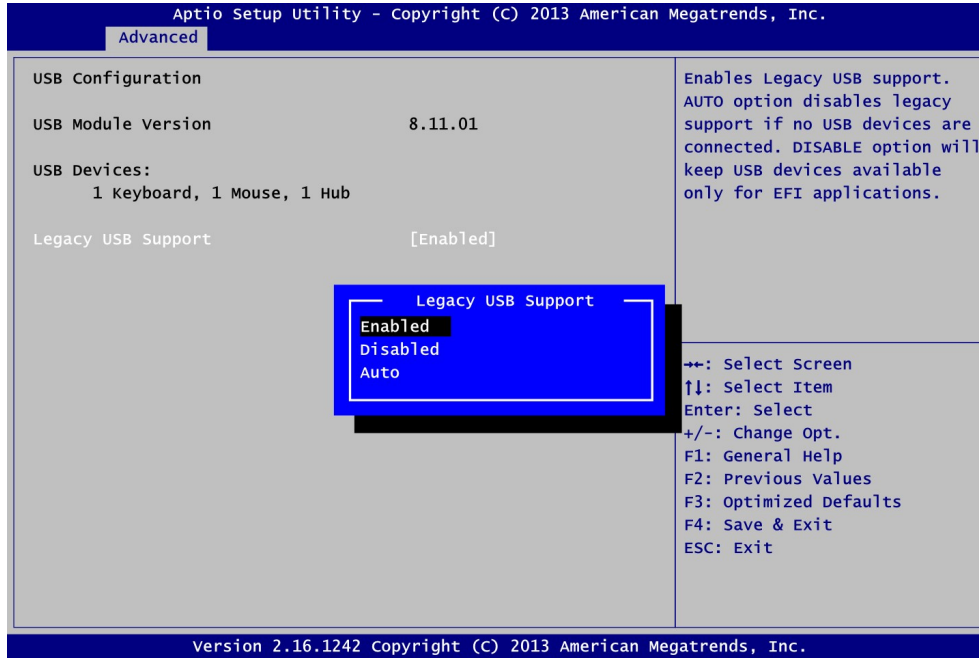 Aptio Setup Utility - Copyright (C) 2013 American Megatrends, Inc.
Advanced
USB Configuration
USB Module Version 8.11.01
USB Devices:
1 Keyboard, 1 Mouse, 1 Hub
Legacy USB Support [Enabled]
Legacy USB Support
Enabled
Disabled
Auto
Enables Legacy USB support.
AUTO option disables legacy
support if no USB devices are
connected. DISABLE option will
keep USB devices available
only for EFI applications.
→←: Select Screen
↑↓: Select Item
Enter: Select
+/-: Change Opt.
F1: General Help
F2: Previous Values
F3: Optimized Defaults
F4: Save & Exit
ESC: Exit
Version 2.16.1242 Copyright (C) 2013 American Megatrends, Inc.